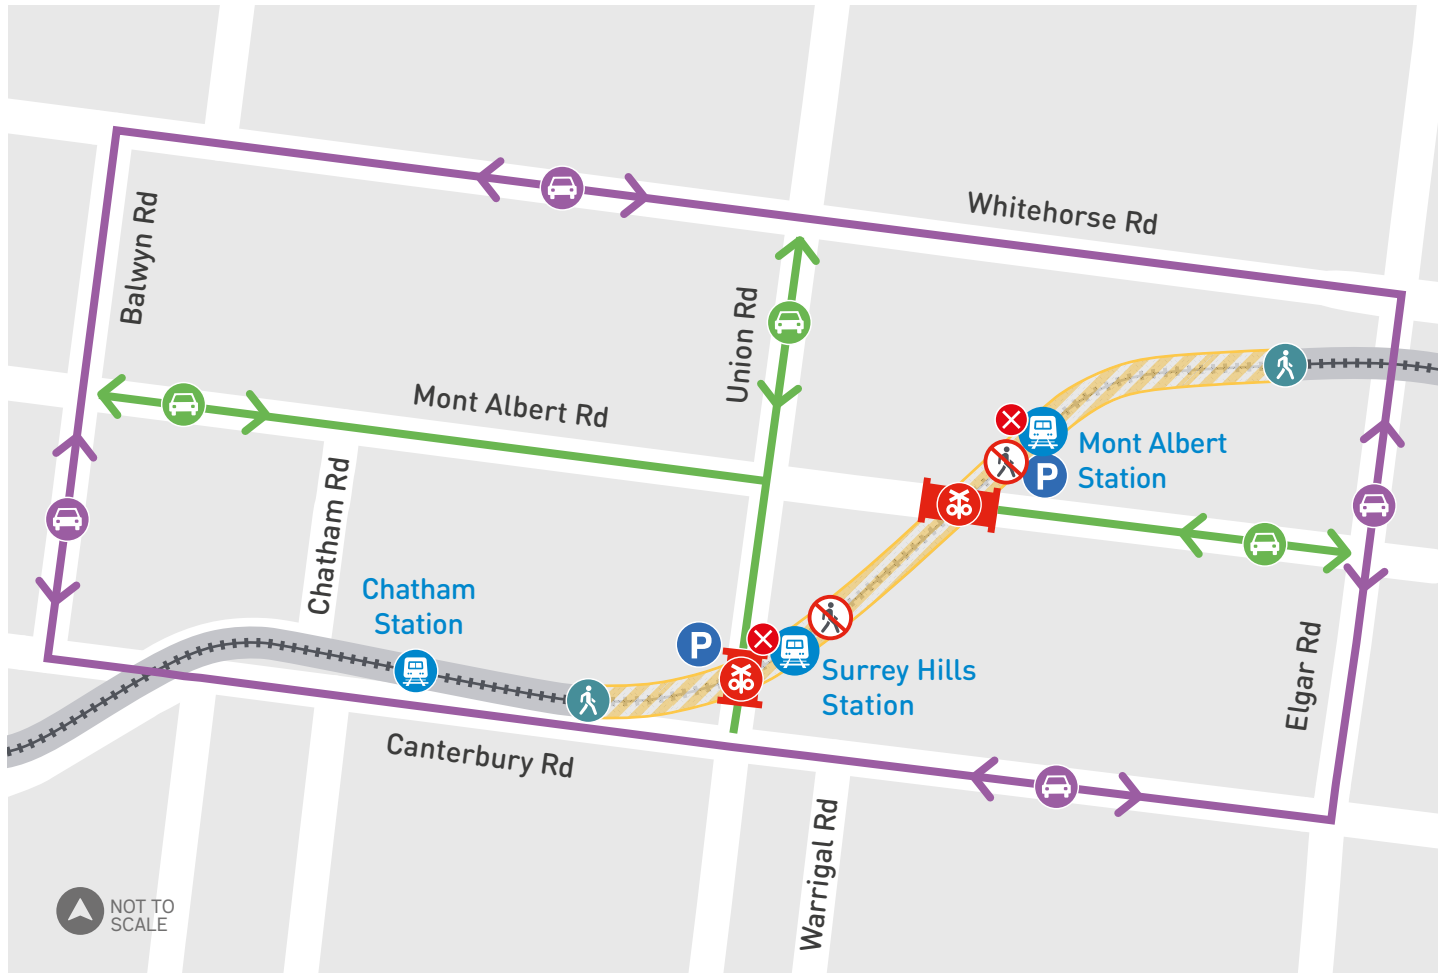 Whitehorse Rd
Balwyn Rd
Union Rd
Mont Albert Rd
Mont Albert
Station
P
Chatham Rd
Chatham
Station
P
Surrey Hills
Station
Elgar Rd
Canterbury Rd
Warrigal Rd
NOT TO
SCALE